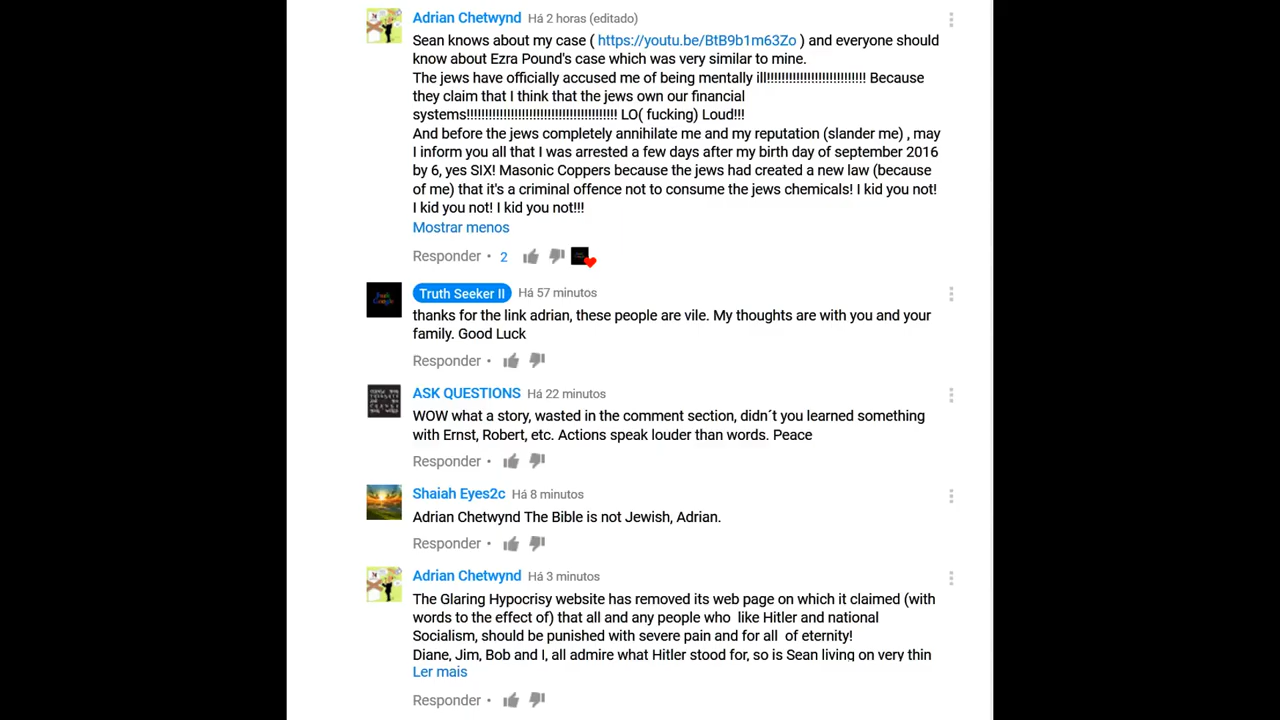 Adrian Chetwynd Há 2 horas (editado)
Sean knows about my case ( https://youtu.be/BtB9b1m63Zo ) and everyone should
know about Ezra Pound's case which was very similar to mine.
The jews have officially accused me of being mentally ill!!!!!!!!!!!!!!!!!!!!!!!!!!! Because
they claim that I think that the jews own our financial
systems!!!!!!!!!!!!!!!!!!!!!!!!!!!!!!!!!!!!!!!!! LO( fucking) Loud!!!
And before the jews completely annihilate me and my reputation (slander me) , may
I inform you all that I was arrested a few days after my birth day of september 2016
by 6, yes SIX! Masonic Coppers because the jews had created a new law (because
of me) that it's a criminal offence not to consume the jews chemicals! I kid you not!
I kid you not! I kid you not!!!
Mostrar menos
Responder • 2
Truth Seeker II Há 57 minutos
thanks for the link adrian, these people are vile. My thoughts are with you and your
family. Good Luck
Responder •
ASK QUESTIONS Há 22 minutos
WOW what a story, wasted in the comment section, didn´t you learned something
with Ernst, Robert, etc. Actions speak louder than words. Peace
Responder •
Shaiah Eyes2c Há 8 minutos
Adrian Chetwynd The Bible is not Jewish, Adrian.
Responder •
Adrian Chetwynd Há 3 minutos
The Glaring Hypocrisy website has removed its web page on which it claimed (with
words to the effect of) that all and any people who like Hitler and national
Socialism, should be punished with severe pain and for all of eternity!
Diane, Jim, Bob and I, all admire what Hitler stood for, so is Sean living on very thin
Ler mais
Responder •